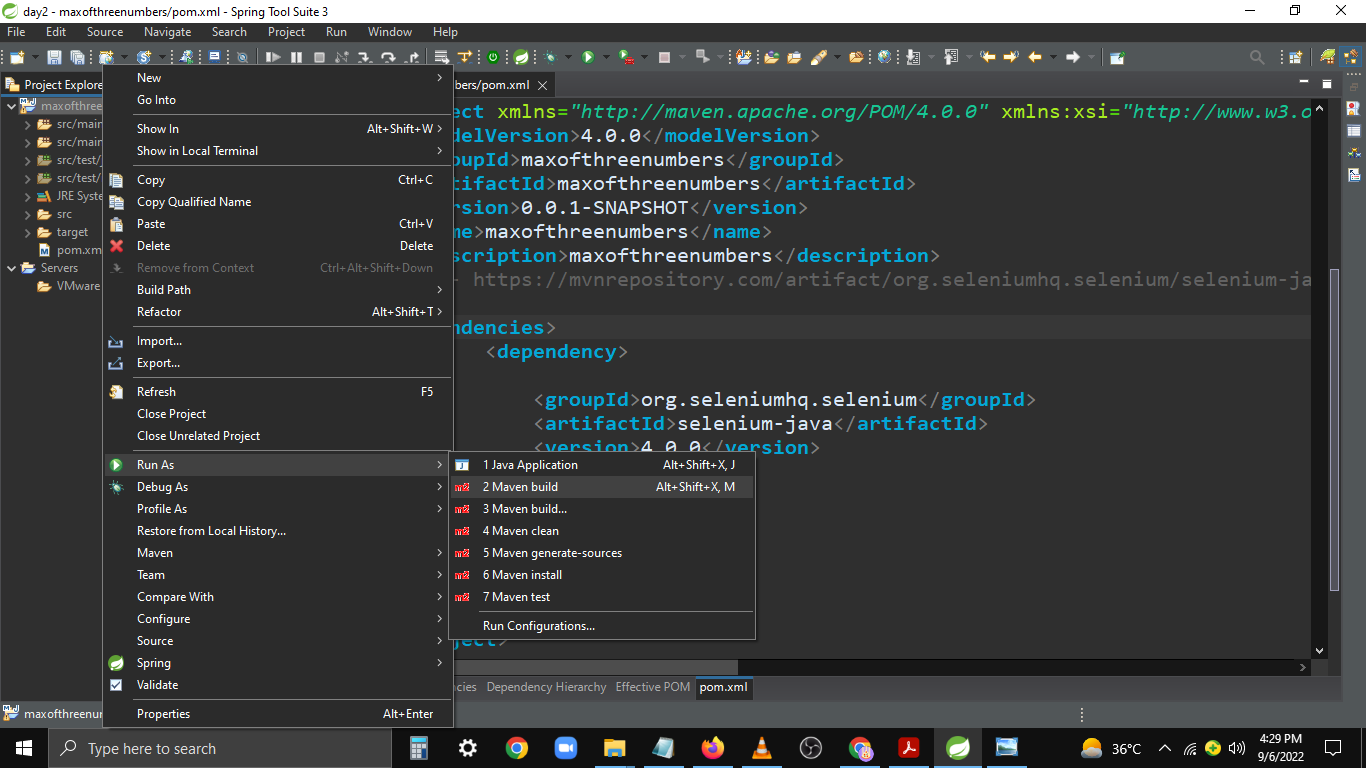 day2 - maxofthreenumbers/pom.xml - Spring Tool Suite 3
File Edit Source Navigate Search Project Run Window Help
Project Explore
bers/pom.xml
maxofthree
src/main
src/main
src/test/
src/test/
JRE Syste
src
target
pom.xm
Servers
VMware
New
Go Into
Show In Alt+Shift+W >
Show in Local Terminal >
Copy Ctrl+C
Copy Qualified Name
Paste Ctrl+V
Delete Delete
Remove from Context Ctrl+Alt+Shift+Down
Build Path >
Refactor Alt+Shift+T >
Import...
Export...
Refresh F5
Close Project
Close Unrelated Project
Run As >
Debug As >
Profile As >
Restore from Local History...
Maven >
Team >
Compare With >
Configure >
Source >
Spring >
Validate
Properties Alt+Enter
1 Java Application Alt+Shift+X, J
2 Maven build Alt+Shift+X, M
3 Maven build...
4 Maven clean
5 Maven generate-sources
6 Maven install
7 Maven test
Run Configurations...
ect xmlns="http://maven.apache.org/POM/4.0.0" xmlns:xsi="http://www.w3.o
delVersion>4.0.0</modelVersion>
oupId>maxofthreenumbers</groupId>
tifactId>maxofthreenumbers</artifactId>
rsion>0.0.1-SNAPSHOT</version>
me>maxofthreenumbers</name>
scription>maxofthreenumbers</description>
- https://mvnrepository.com/artifact/org.seleniumhq.selenium/selenium-ja
ndencies>
<dependency>
<groupId>org.seleniumhq.selenium</groupId>
<artifactId>selenium-java</artifactId>
<version>4.0.0</version>
ject>
cies Dependency Hierarchy Effective POM pom.xml
maxofthreenum
Type here to search
36°C
4:29 PM
9/6/2022